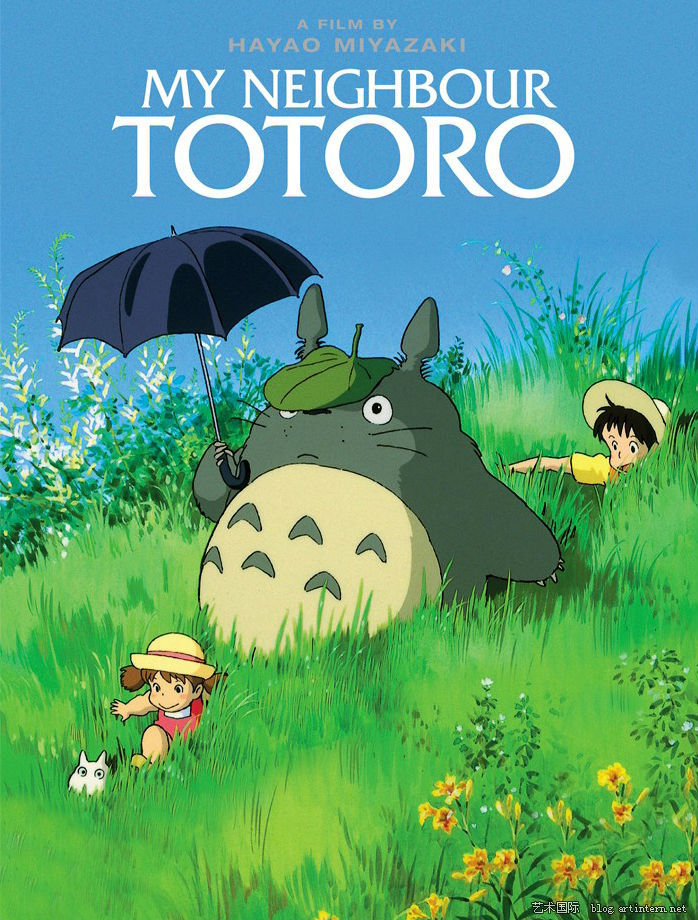 A FILM BY
HAYAO MIYAZAKI
MY NEIGHBOUR
TOTORO
艺术国际 blog.artintern.net